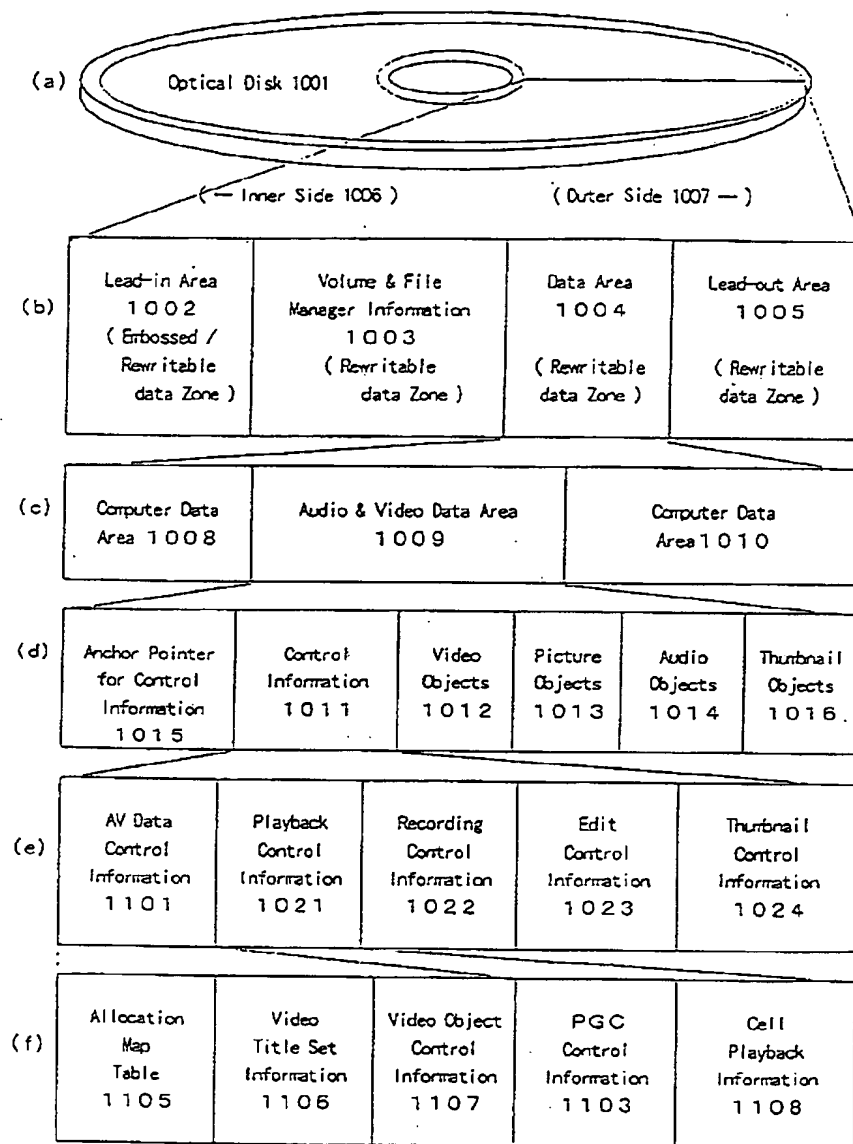 (a)
Optical Disk 1001
(— Inner Side 1006 )
( Outer Side 1007 —)
(b)
Lead-in Area
1002
( Embossed /
Rewritable
data Zone )
Volume & File
Manager Information
1003
( Rewritable
data Zone )
Data Area
1004
( Rewritable
data Zone )
Lead-out Area
1005
( Rewritable
data Zone )
(c)
Computer Data
Area 1008
Audio & Video Data Area
1009
Computer Data
Area 1010
(d)
Anchor Pointer
for Control
Information
1015
Control
Information
1011
Video
Objects
1012
Picture
Objects
1013
Audio
Objects
1014
Thumbnail
Objects
1016.
(e)
AV Data
Control
Information
1101
Playback
Control
Information
1021
Recording
Control
Information
1022
Edit
Control
Information
1023
Thumbnail
Control
Information
1024
(f)
Allocation
Map
Table
1105
Video
Title Set
Information
1106
Video Object
Control
Information
1107
PGC
Control
Information
1103
Cell
Playback
Information
1108